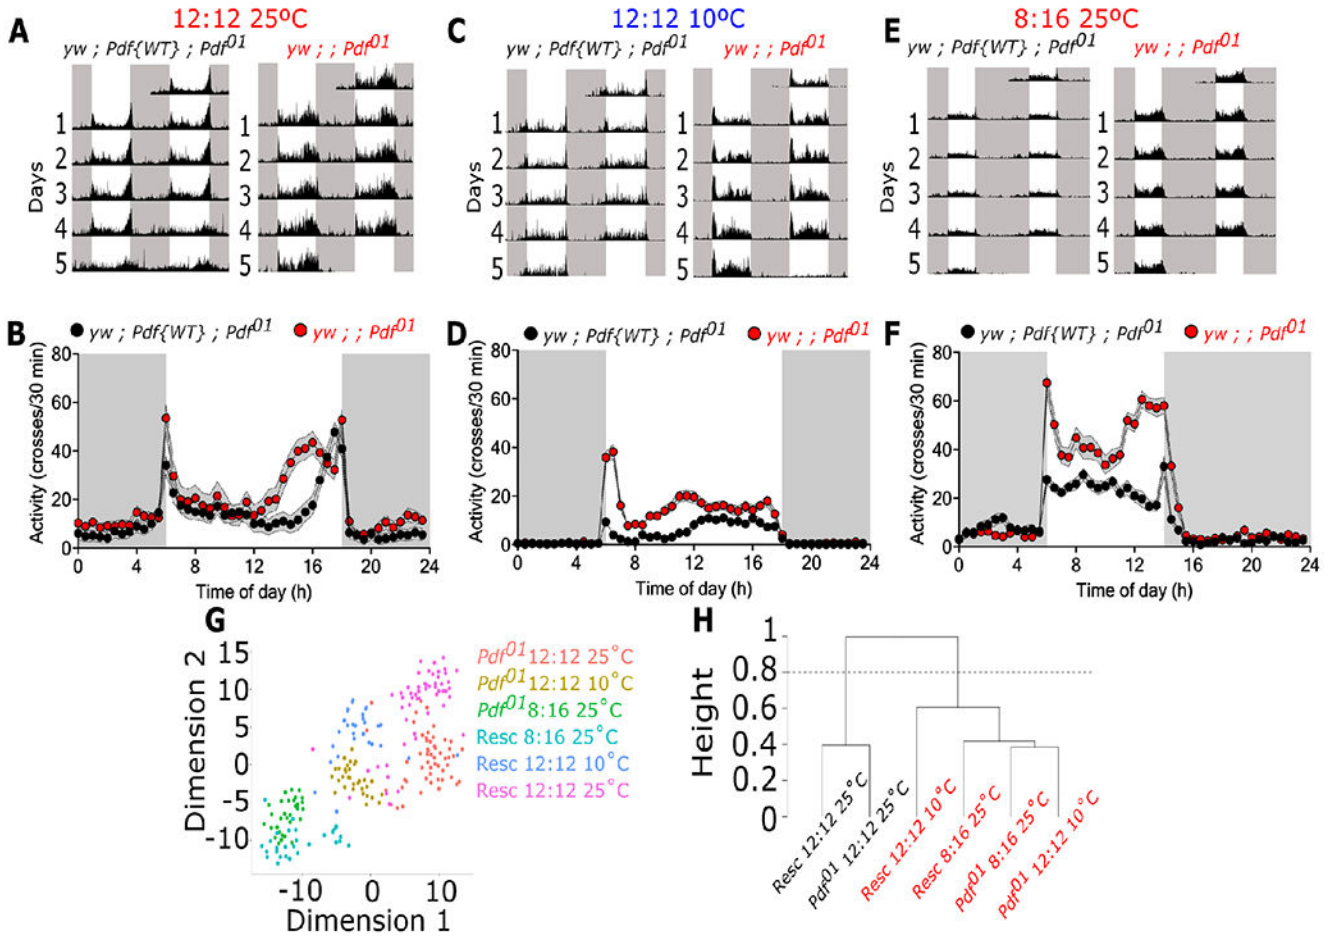 A 12:12 25ºC
yw ; Pdf{WT} ; Pdf01 yw ; ; Pdf01
Days
1 1
2 2
3 3
4 4
5 5
C 12:12 10ºC
yw ; Pdf{WT} ; Pdf01 yw ; ; Pdf01
1 1
2 2
3 3
4 4
5 5
E 8:16 25ºC
yw ; Pdf{WT} ; Pdf01 yw ; ; Pdf01
Days
1 1
2 2
3 3
4 4
5 5
B yw ; Pdf{WT} ; Pdf01 yw ; ; Pdf01
Activity (crosses/30 min)
80
60
40
20
0
0 4 8 12 16 20 24
Time of day (h)
D yw ; Pdf{WT} ; Pdf01 yw ; ; Pdf01
Activity (crosses/30 min)
80
60
40
20
0
0 4 8 12 16 20 24
Time of day (h)
F yw ; Pdf{WT} ; Pdf01 yw ; ; Pdf01
Activity (crosses/30 min)
80
60
40
20
0
0 4 8 12 16 20 24
Time of day (h)
G
Dimension 2
15
10
5
0
-5
-10
-10 0 10
Dimension 1
Pdf01 12:12 25°C
Pdf01 12:12 10°C
Pdf01 8:16 25°C
Resc 8:16 25°C
Resc 12:12 10°C
Resc 12:12 25°C
H
Height
1
0.8
0.6
0.4
0.2
0
Resc 12:12 25°C
Pdf01 12:12 25°C
Resc 12:12 10°C
Resc 8:16 25°C
Pdf01 8:16 25°C
Pdf01 12:12 10°C